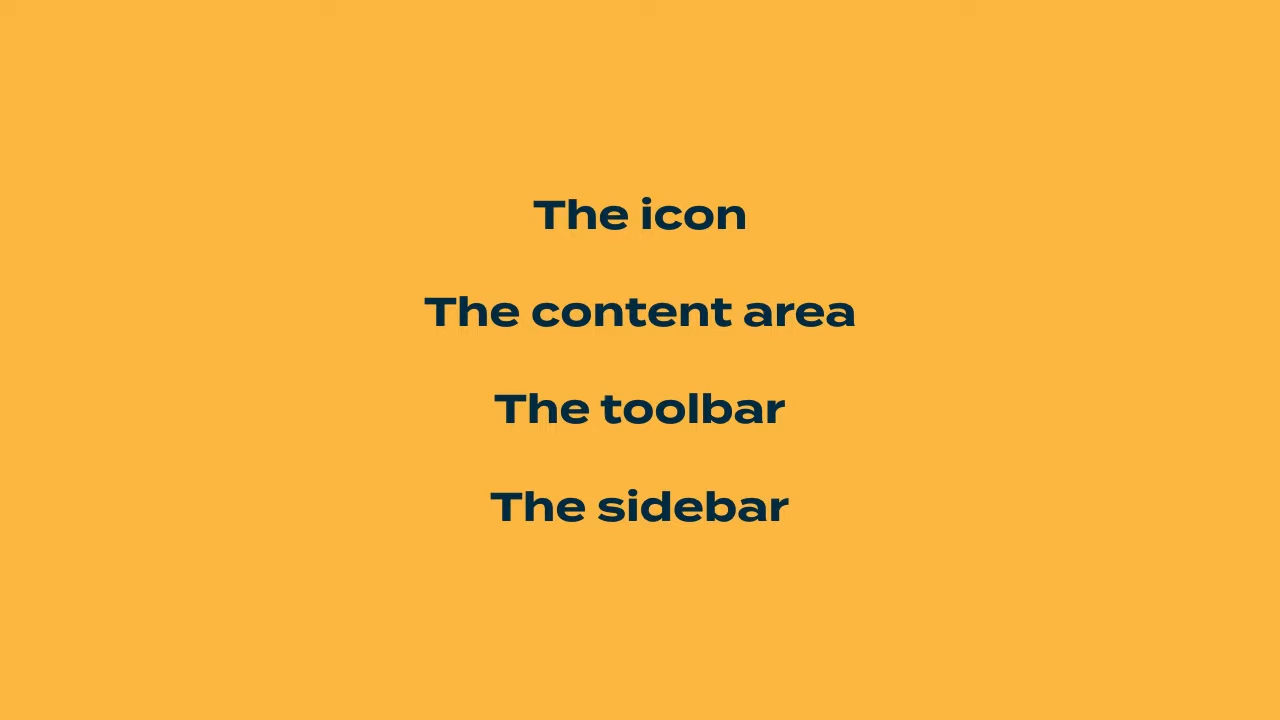 The icon
The content area
The toolbar
The sidebar